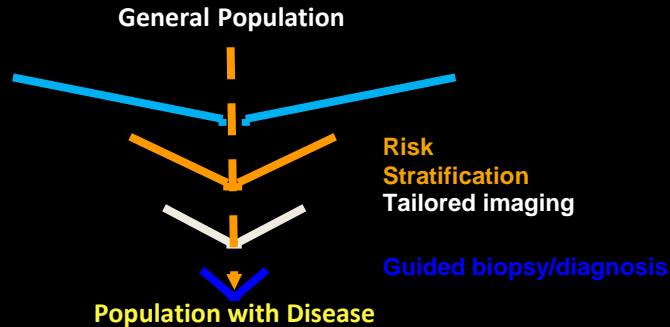 General Population
Risk
Stratification
Tailored imaging
Guided biopsy/diagnosis
Population with Disease